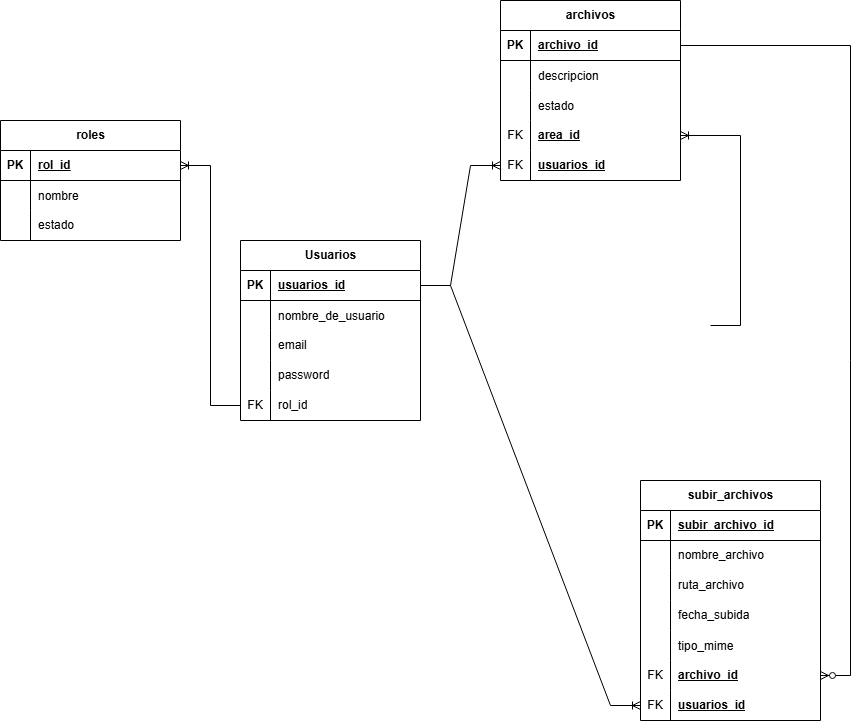 archivos
PK archivo_id
descripcion
estado
FK area_id
FK usuarios_id
roles
PK rol_id
nombre
estado
Usuarios
PK usuarios_id
nombre_de_usuario
email
password
FK rol_id
subir_archivos
PK subir_archivo_id
nombre_archivo
ruta_archivo
fecha_subida
tipo_mime
FK archivo_id
FK usuarios_id